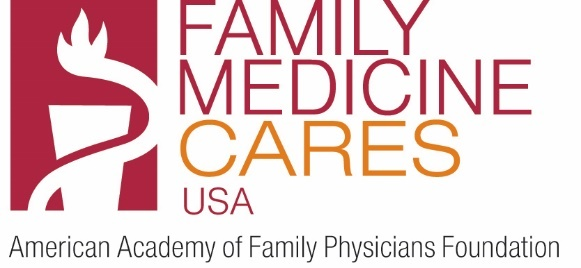 FAMILY
MEDICINE
CARES
USA
American Academy of Family Physicians Foundation